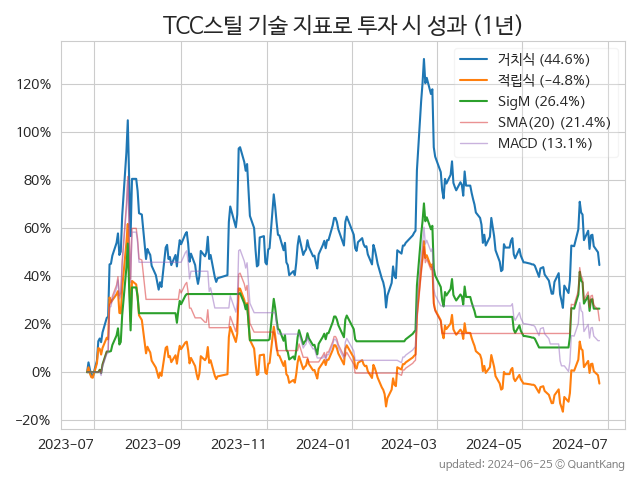 TCC스틸 기술 지표로 투자 시 성과 (1년)
거치식 (44.6%)
적립식 (−4.8%)
SigM (26.4%)
SMA(20) (21.4%)
MACD (13.1%)
120%
100%
80%
60%
40%
20%
0%
−20%
2023-07 2023-09 2023-11 2024-01 2024-03 2024-05 2024-07
updated: 2024-06-25 © QuantKang